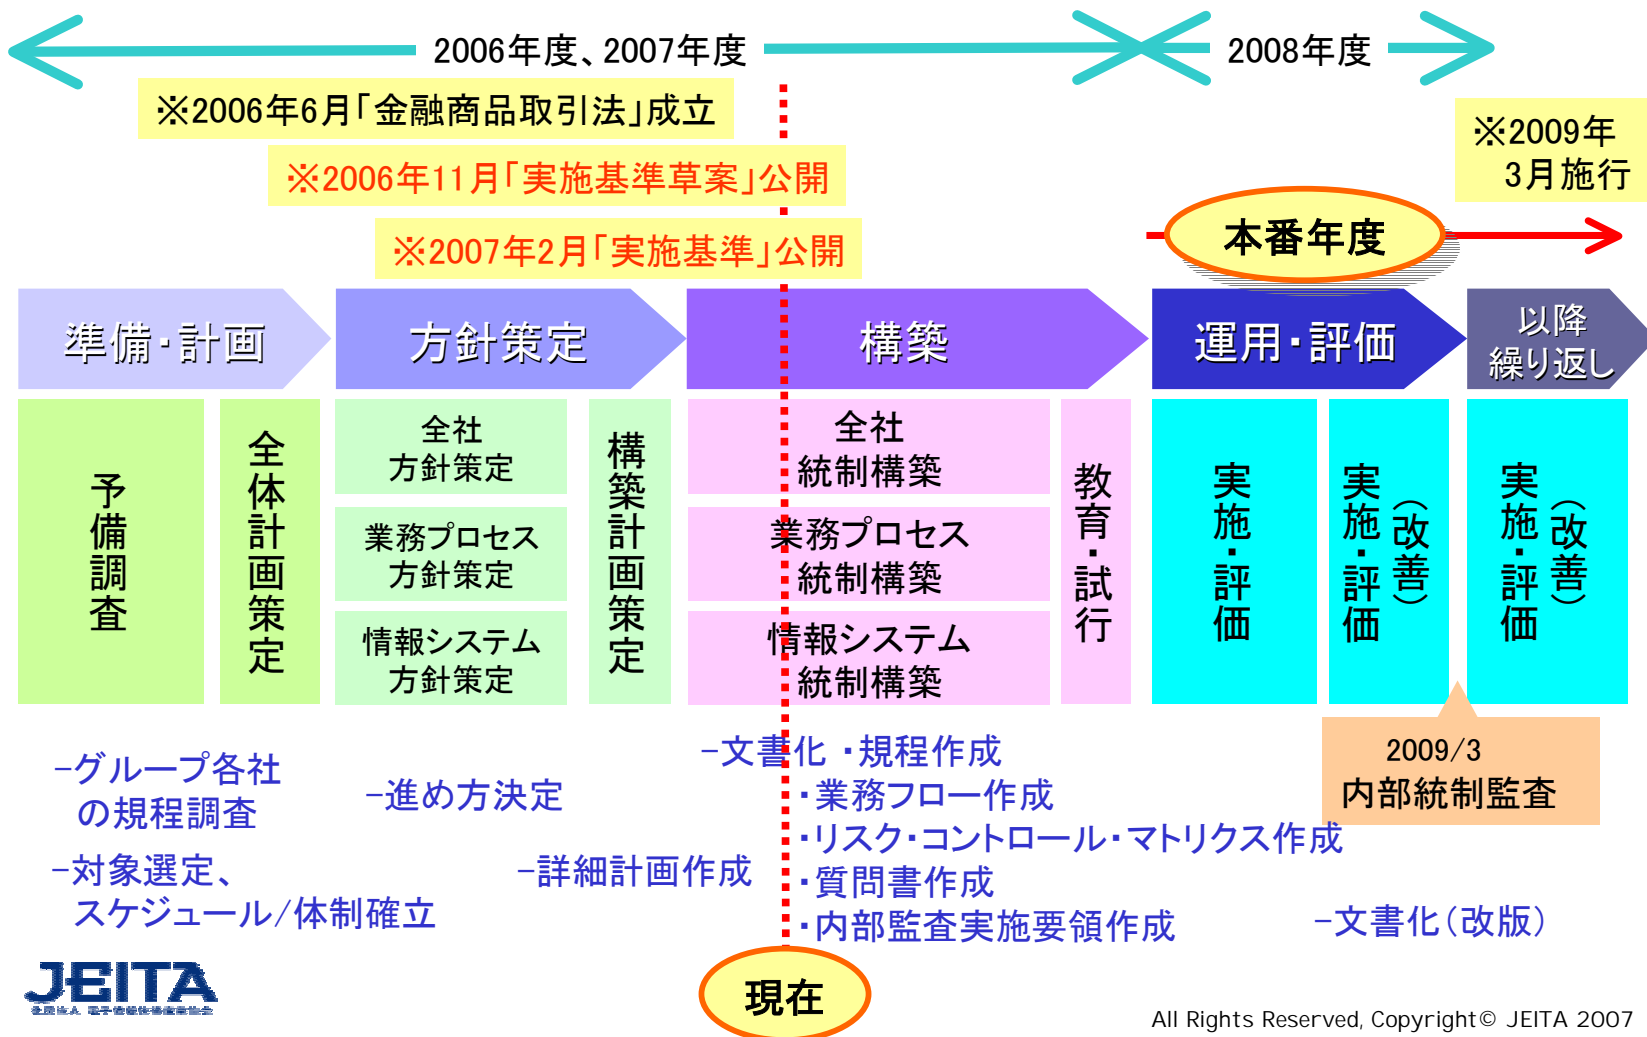 2006年度、2007年度
2008年度
※2006年6月「金融商品取引法」成立
※2006年11月「実施基準草案」公開
※2007年2月「実施基準」公開
※2009年
3月施行
本番年度
準備・計画
方針策定
構築
運用・評価
以降
繰り返し
予備調査
全体計画策定
全社
方針策定
業務プロセス
方針策定
情報システム
方針策定
構築計画策定
全社
統制構築
業務プロセス
統制構築
情報システム
統制構築
教育・試行
実施・評価
実施・評価
(改善)
実施・評価
(改善)
2009/3
内部統制監査
-グループ各社
の規程調査
-対象選定、
スケジュール/体制確立
-進め方決定
-詳細計画作成
-文書化・規程作成
・業務フロー作成
・リスク・コントロール・マトリクス作成
・質問書作成
・内部監査実施要領作成
-文書化(改版)
現在
JEITA
All Rights Reserved, Copyright© JEITA 2007